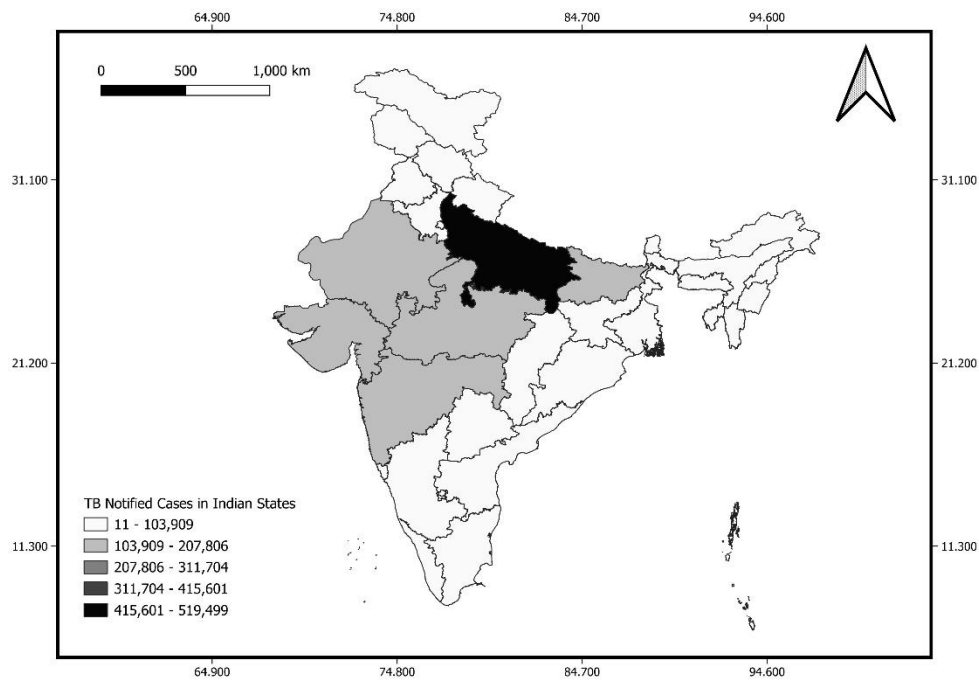 64.900 74.800 84.700 94.600
0 500 1,000 km
31.100 31.100
21.200 21.200
TB Notified Cases in Indian States
11 - 103,909
103,909 - 207,806
11.300 11.300
207,806 - 311,704
311,704 - 415,601
415,601 - 519,499
64.900 74.800 84.700 94.600